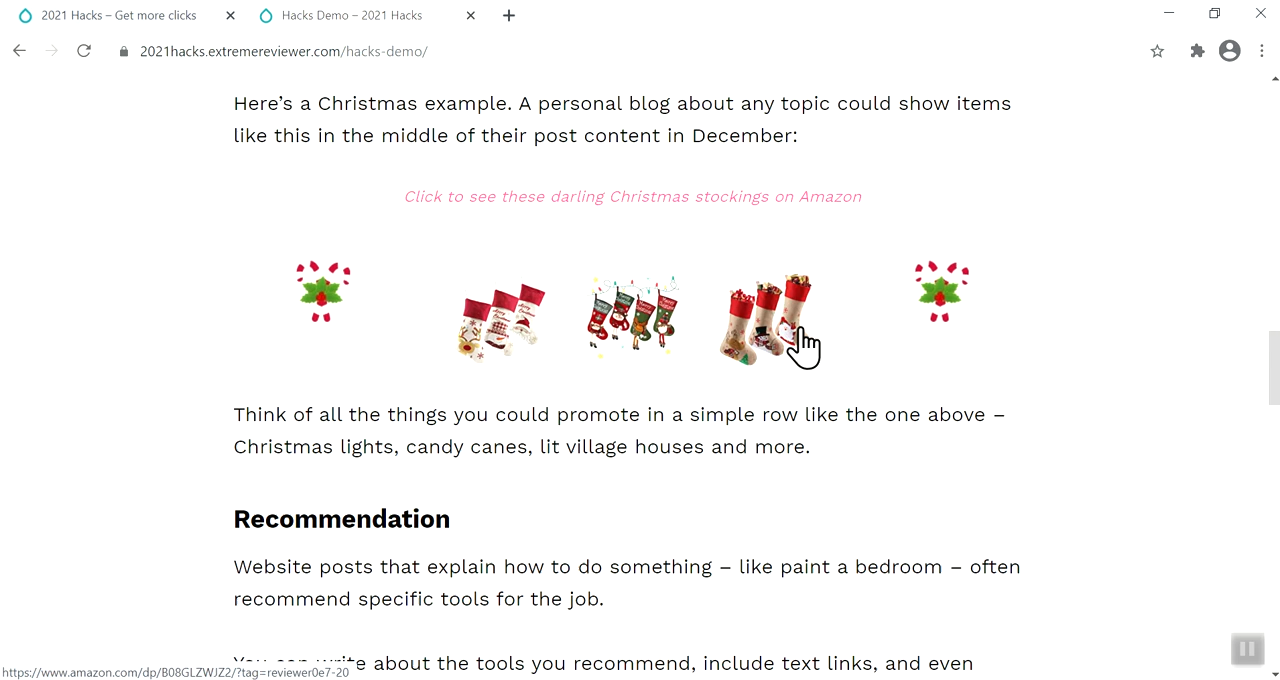 2021 Hacks – Get more clicks
Hacks Demo – 2021 Hacks
2021hacks.extremereviewer.com/hacks-demo/
Here's a Christmas example. A personal blog about any topic could show items
like this in the middle of their post content in December:
Click to see these darling Christmas stockings on Amazon
Think of all the things you could promote in a simple row like the one above –
Christmas lights, candy canes, lit village houses and more.
Recommendation
Website posts that explain how to do something – like paint a bedroom – often
recommend specific tools for the job.
You can write about the tools you recommend, include text links, and even
https://www.amazon.com/dp/B08GLZWJZ2/?tag=reviewer0e7-20